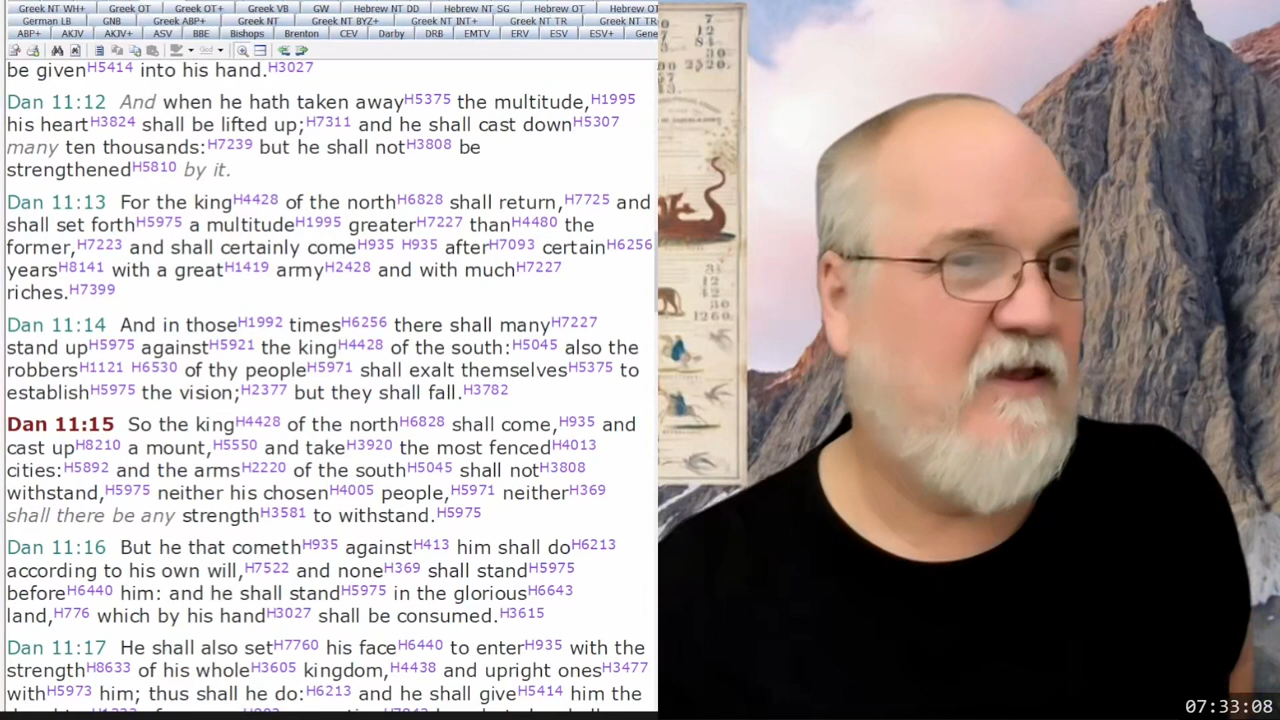 Greek NT WH+ Greek OT Greek OT+ Greek VB GW Hebrew NT DD Hebrew NT SG Hebrew OT Hebrew OT
German LB GNB Greek ABP+ Greek NT Greek NT BYZ+ Greek NT INT+ Greek NT TR Greek NT TR
ABP+ AKJV AKJV+ ASV BBE Bishops Brenton CEV Darby DRB EMTV ERV ESV ESV+ Gene
be givenH5414 into his hand.H3027
Dan 11:12 And when he hath taken awayH5375 the multitude,H1995
his heartH3824 shall be lifted up;H7311 and he shall cast downH5307
many ten thousands:H7239 but he shall notH3808 be
strengthenedH5810 by it.
Dan 11:13 For the kingH4428 of the northH6828 shall return,H7725 and
shall set forthH5975 a multitudeH1995 greaterH7227 thanH4480 the
former,H7223 and shall certainly comeH935 H935 afterH7093 certainH6256
yearsH8141 with a greatH1419 armyH2428 and with muchH7227
riches.H7399
Dan 11:14 And in thoseH1992 timesH6256 there shall manyH7227
stand upH5975 againstH5921 the kingH4428 of the south:H5045 also the
robbersH1121 H6530 of thy peopleH5971 shall exalt themselvesH5375 to
establishH5975 the vision;H2377 but they shall fall.H3782
Dan 11:15 So the kingH4428 of the northH6828 shall come,H935 and
cast upH8210 a mount,H5550 and takeH3920 the most fencedH4013
cities:H5892 and the armsH2220 of the southH5045 shall notH3808
withstand,H5975 neither his chosenH4005 people,H5971 neitherH369
shall there be any strengthH3581 to withstand.H5975
Dan 11:16 But he that comethH935 againstH413 him shall doH6213
according to his own will,H7522 and noneH369 shall standH5975
beforeH6440 him: and he shall standH5975 in the gloriousH6643
land,H776 which by his handH3027 shall be consumed.H3615
Dan 11:17 He shall also setH7760 his faceH6440 to enterH935 with the
strengthH8633 of his wholeH3605 kingdom,H4438 and upright onesH3477
withH5973 him; thus shall he do:H6213 and he shall giveH5414 him the
7
12
30
2520.
12
30
1260.
07:33:08